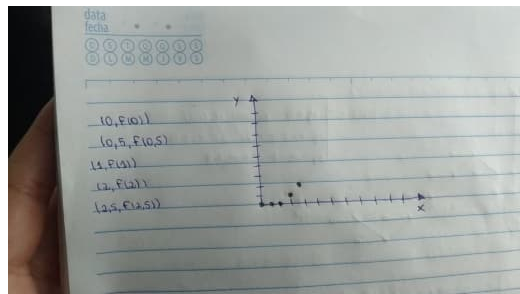 data
fecha
D S T Q Q S S
D L M M J V S
y
(0, F(0))
(0,5, F(0,5)
(1, F(1))
(2, F(2))
(2,5, F(2,5))
x